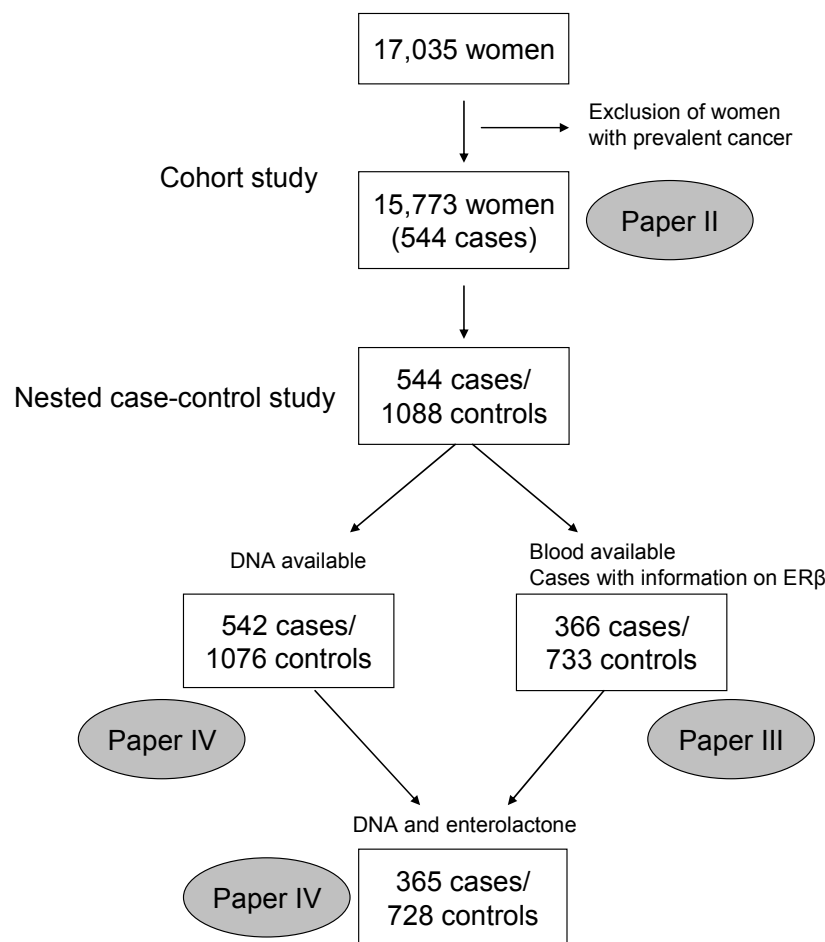 17,035 women
Exclusion of women
with prevalent cancer
Cohort study
15,773 women
(544 cases)
Paper II
Nested case-control study
544 cases/
1088 controls
DNA available
Blood available
Cases with information on ERβ
542 cases/
1076 controls
366 cases/
733 controls
Paper IV
Paper III
DNA and enterolactone
Paper IV
365 cases/
728 controls